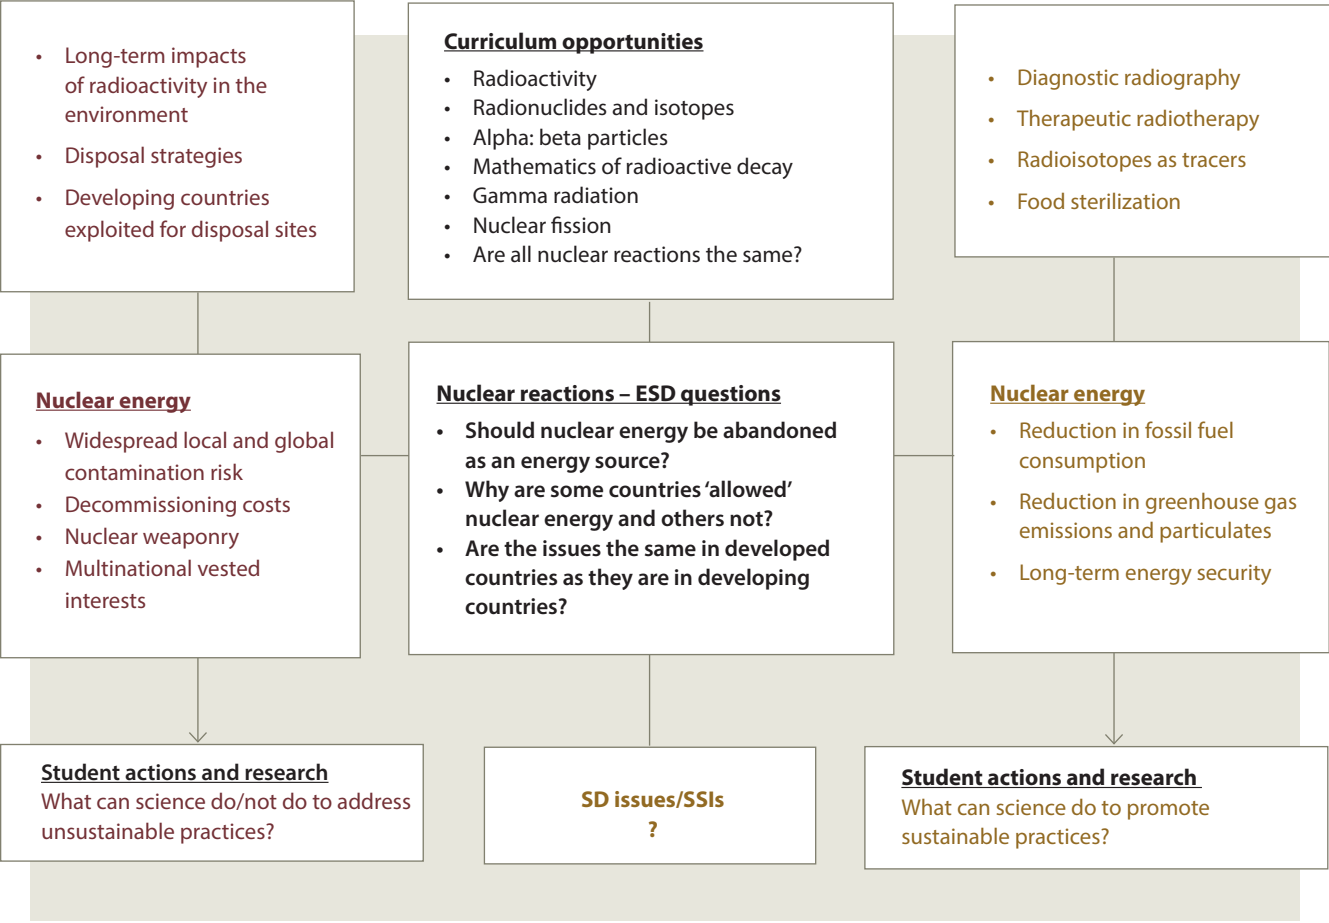 • Long-term impacts
of radioactivity in the
environment
• Disposal strategies
• Developing countries
exploited for disposal sites
Curriculum opportunities
• Radioactivity
• Radionuclides and isotopes
• Alpha: beta particles
• Mathematics of radioactive decay
• Gamma radiation
• Nuclear fission
• Are all nuclear reactions the same?
• Diagnostic radiography
• Therapeutic radiotherapy
• Radioisotopes as tracers
• Food sterilization
Nuclear energy
• Widespread local and global
contamination risk
• Decommissioning costs
• Nuclear weaponry
• Multinational vested
interests
Nuclear reactions – ESD questions
• Should nuclear energy be abandoned
as an energy source?
• Why are some countries ‘allowed’
nuclear energy and others not?
• Are the issues the same in developed
countries as they are in developing
countries?
Nuclear energy
• Reduction in fossil fuel
consumption
• Reduction in greenhouse gas
emissions and particulates
• Long-term energy security
Student actions and research
What can science do/not do to address
unsustainable practices?
SD issues/SSIs
?
Student actions and research
What can science do to promote
sustainable practices?